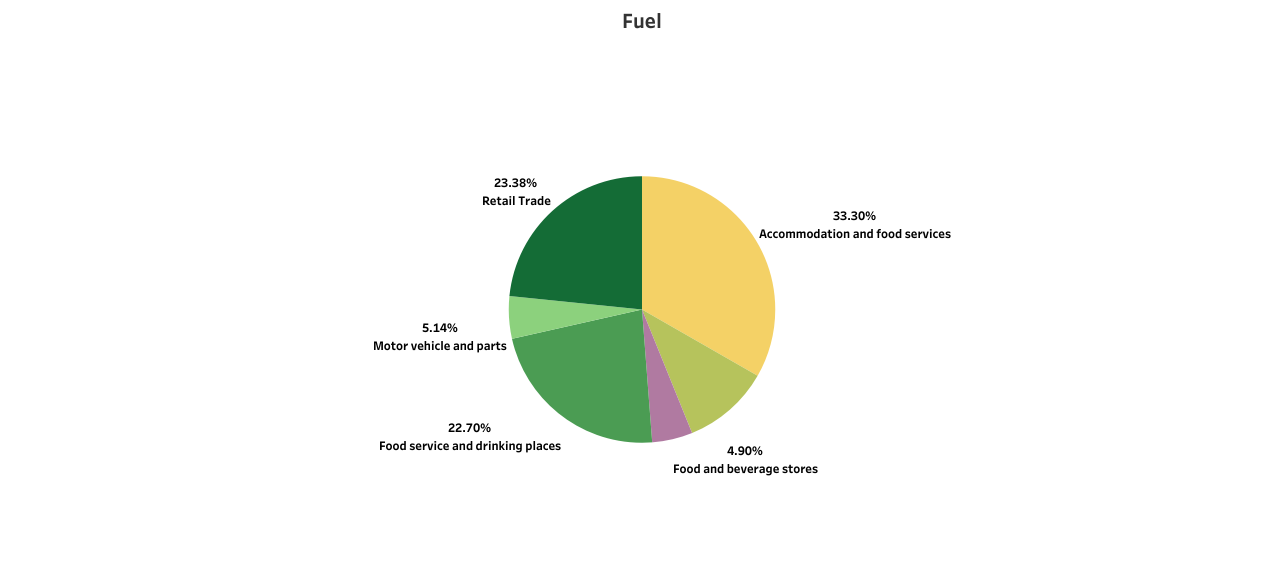 Fuel
23.38%
Retail Trade
33.30%
Accommodation and food services
5.14%
Motor vehicle and parts
22.70%
Food service and drinking places
4.90%
Food and beverage stores